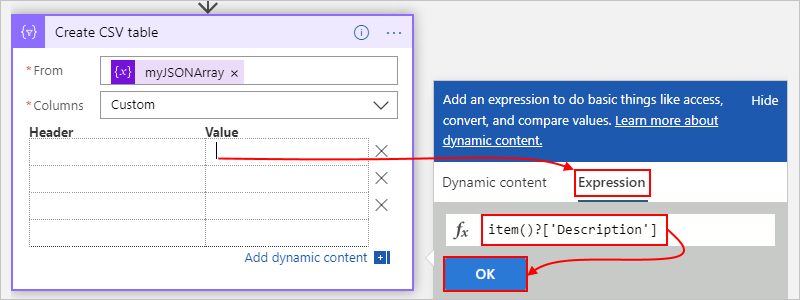 Create CSV table
* From
{x} myJSONArray ×
* Columns
Custom
Header Value
Add dynamic content
Add an expression to do basic things like access,
convert, and compare values. Learn more about
dynamic content.
Hide
Dynamic content Expression
fx item()?['Description']
OK